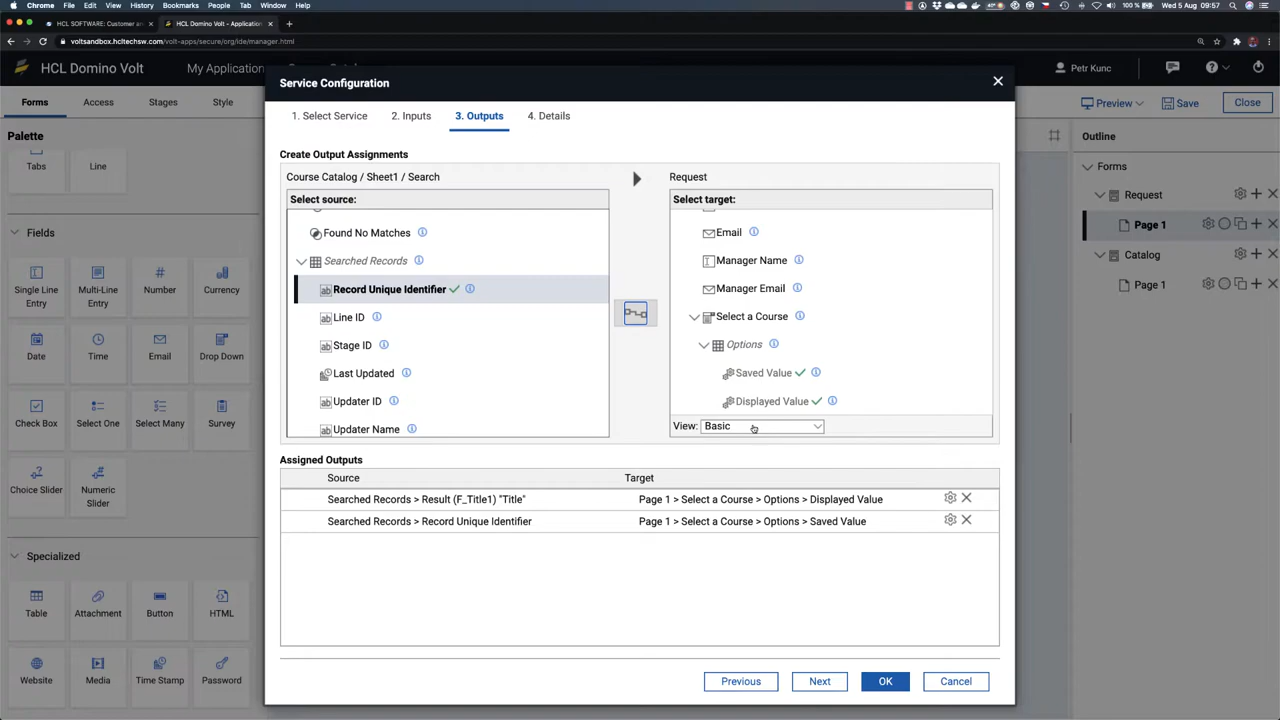 Chrome File Edit View History Bookmarks People Tab Window Help 100 % Wed 5 Aug 09:57
HCL SOFTWARE: Customer an
HCL Domino Volt - Application
voltsandbox.hcltechsw.com/volt-apps/secure/org/ide/manager.html
HCL Domino Volt
My Application
Petr Kunc
Forms Access Stages Style
Preview Save Close
Palette
Tabs Line
Fields
Single Line Entry
Multi-Line Entry
Number
Currency
Date
Time
Email
Drop Down
Check Box
Select One
Select Many
Survey
Choice Slider
Numeric Slider
Specialized
Table
Attachment
Button
HTML
Website
Media
Time Stamp
Password
Service Configuration
1. Select Service 2. Inputs 3. Outputs 4. Details
Create Output Assignments
Course Catalog / Sheet1 / Search
Select source:
Found No Matches
Searched Records
Record Unique Identifier
Line ID
Stage ID
Last Updated
Updater ID
Updater Name
Request
Select target:
Email
Manager Name
Manager Email
Select a Course
Options
Saved Value
Displayed Value
View: Basic
Assigned Outputs
Source Target
Searched Records > Result (F_Title1) "Title" Page 1 > Select a Course > Options > Displayed Value
Searched Records > Record Unique Identifier Page 1 > Select a Course > Options > Saved Value
Previous Next OK Cancel
Outline
Forms
Request
Page 1
Catalog
Page 1